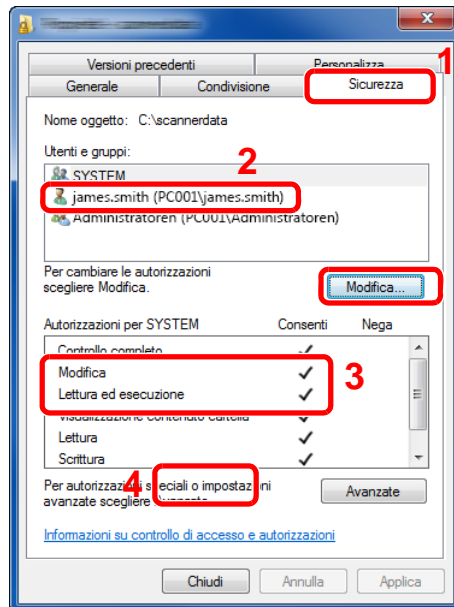 Versioni precedenti
Personalizza
1
Generale
Condivisione
Sicurezza
Nome oggetto: C:\scannerdata
Utenti e gruppi:
2
SYSTEM
james.smith (PC001\james.smith)
Administratoren (PC001\Administratoren)
Per cambiare le autorizzazioni
scegliere Modifica.
Modifica...
Autorizzazioni per SYSTEM
Consenti
Nega
Controllo completo
Modifica
3
Lettura ed esecuzione
Visualizzazione contenuto cartella
Lettura
Scrittura
4
Per autorizzazioni speciali o impostazioni
avanzate scegliere Avanzate.
Avanzate
Informazioni su controllo di accesso e autorizzazioni
Chiudi
Annulla
Applica